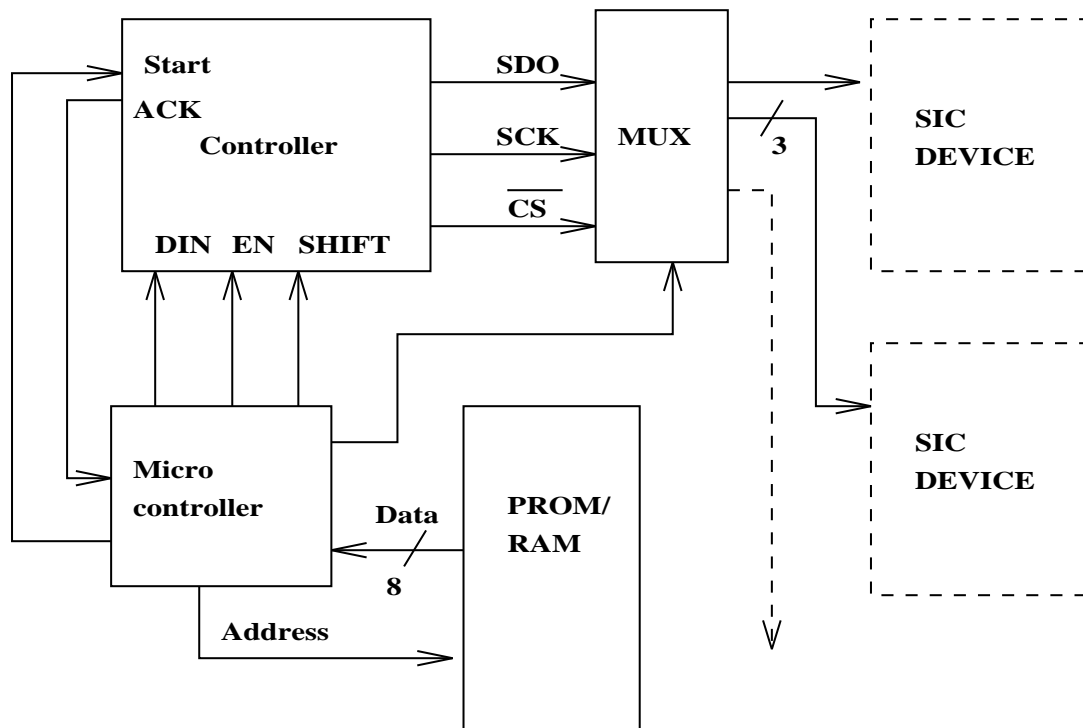 Start
ACK
Controller
DIN EN SHIFT
SDO
SCK
CS
MUX
3
SIC
DEVICE
SIC
DEVICE
Micro
controller
Data
8
Address
PROM/
RAM